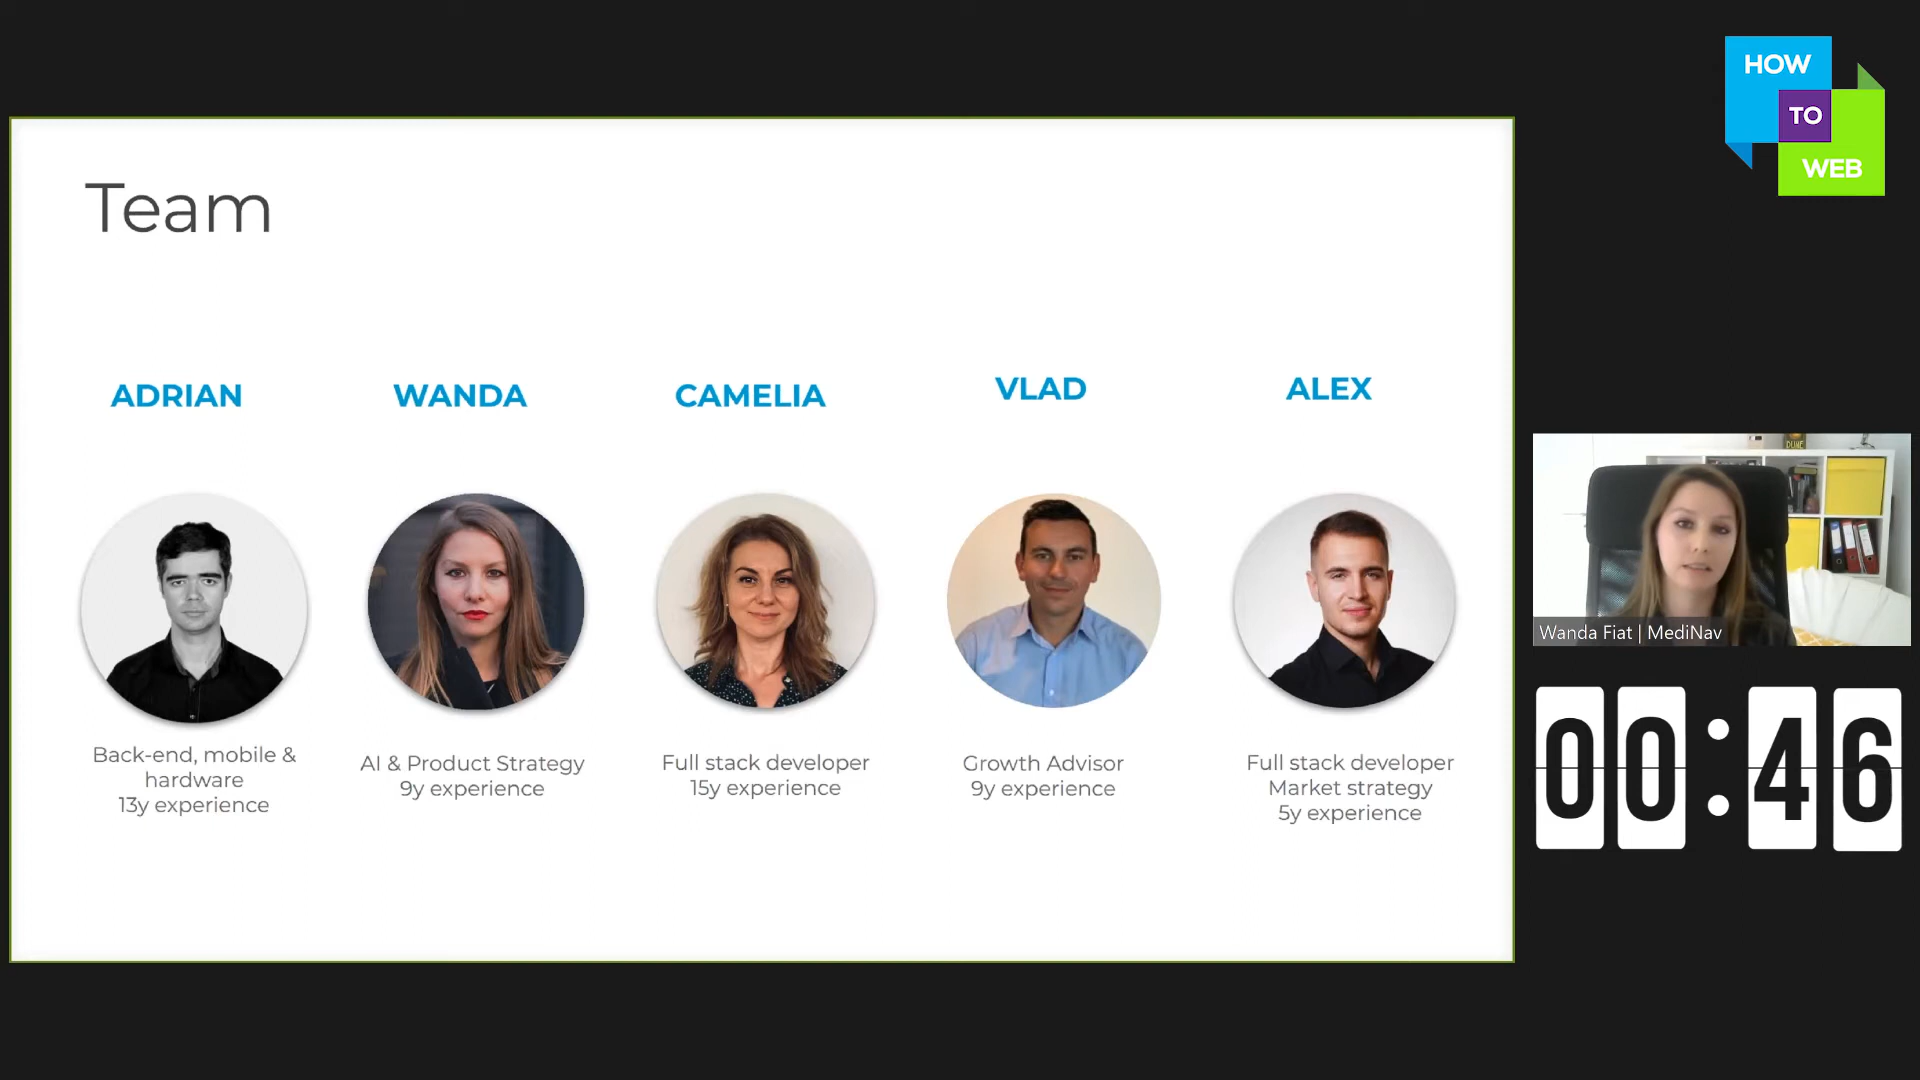 HOW
TO
WEB
Team
ADRIAN
WANDA
CAMELIA
VLAD
ALEX
Back-end, mobile &
hardware
13y experience
AI & Product Strategy
9y experience
Full stack developer
15y experience
Growth Advisor
9y experience
Full stack developer
Market strategy
5y experience
DUNE
Wanda Fiat | MediNav
00:46